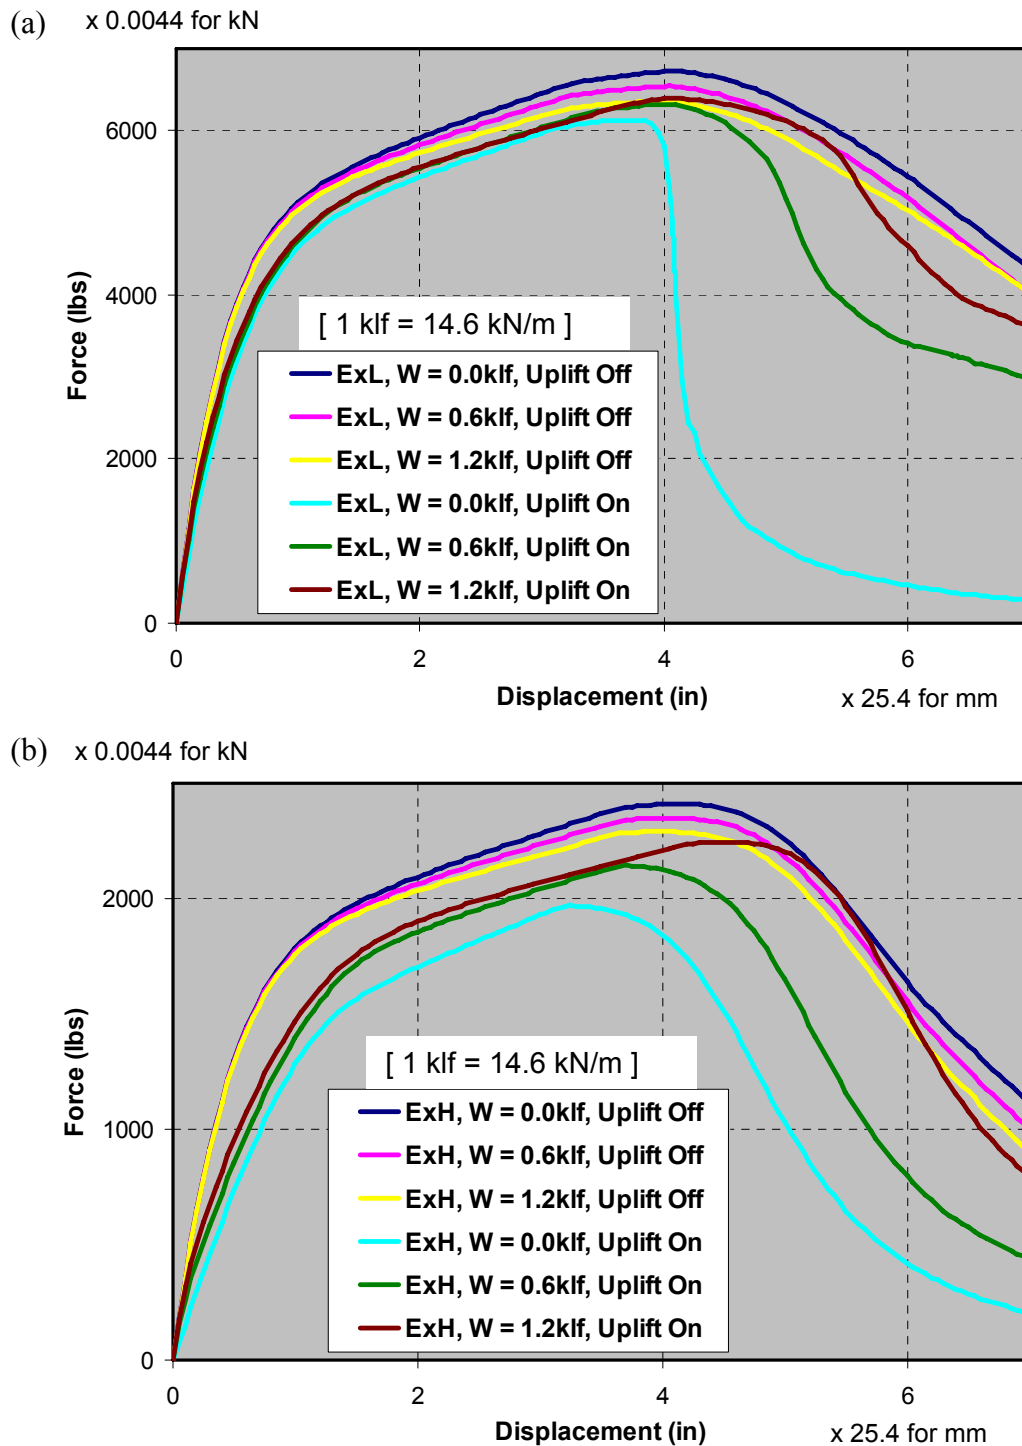 (a) x 0.0044 for kN
6000
4000
2000
0
Force (lbs)
[ 1 klf = 14.6 kN/m ]
ExL, W = 0.0klf, Uplift Off
ExL, W = 0.6klf, Uplift Off
ExL, W = 1.2klf, Uplift Off
ExL, W = 0.0klf, Uplift On
ExL, W = 0.6klf, Uplift On
ExL, W = 1.2klf, Uplift On
0 2 4 6
Displacement (in) x 25.4 for mm
(b) x 0.0044 for kN
2000
1000
0
Force (lbs)
[ 1 klf = 14.6 kN/m ]
ExH, W = 0.0klf, Uplift Off
ExH, W = 0.6klf, Uplift Off
ExH, W = 1.2klf, Uplift Off
ExH, W = 0.0klf, Uplift On
ExH, W = 0.6klf, Uplift On
ExH, W = 1.2klf, Uplift On
0 2 4 6
Displacement (in) x 25.4 for mm